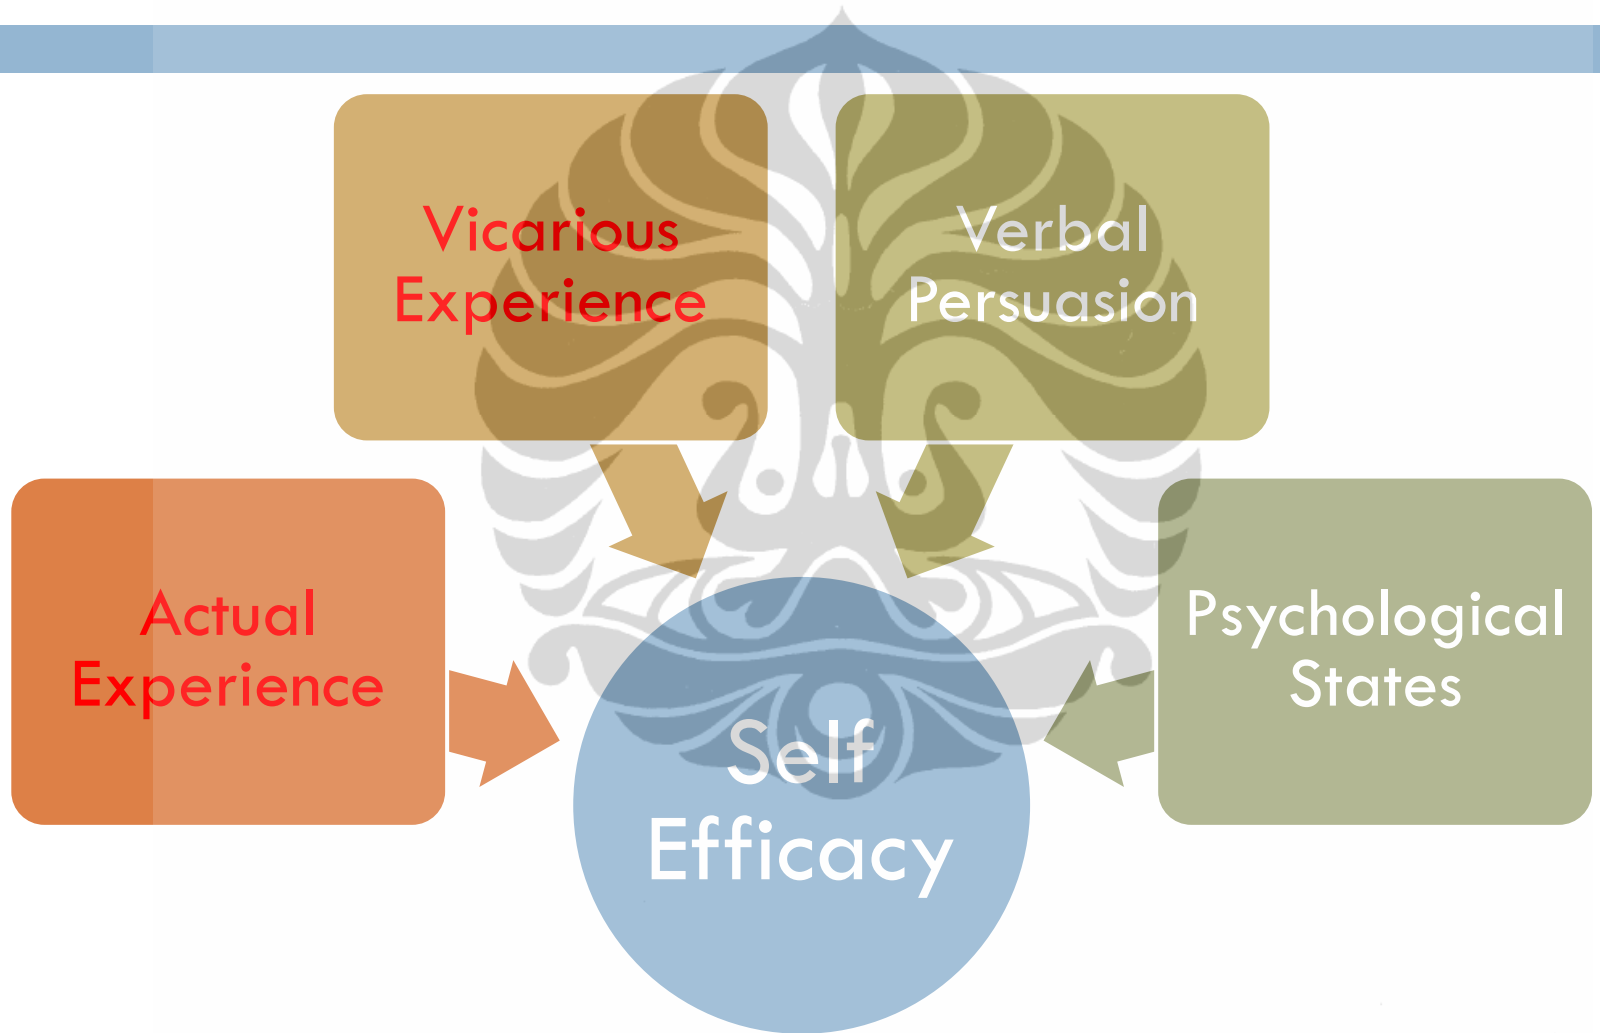 Vicarious
Experience
Verbal
Persuasion
Actual
Experience
Psychological
States
Self
Efficacy